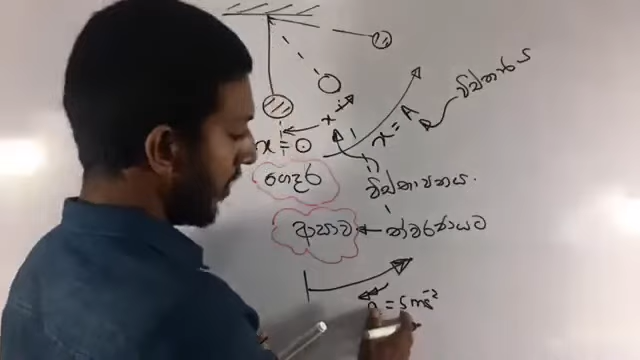 විස්තාරය
x
x = A
x = 0
ගෙදර
විස්තාපනය.
ආසාව ත්වරණයට
a = 5 ms⁻²